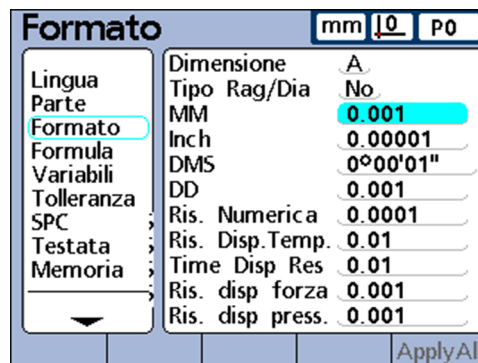 Formato mm 0 P0
Lingua
Parte
Formato
Formula
Variabili
Tolleranza
SPC
Testata
Memoria
Dimensione A
Tipo Rag/Dia No
MM 0.001
Inch 0.00001
DMS 0°00'01"
DD 0.001
Ris. Numerica 0.0001
Ris. Disp.Temp. 0.01
Time Disp Res 0.01
Ris. disp forza 0.001
Ris. disp press. 0.001
ApplyAl